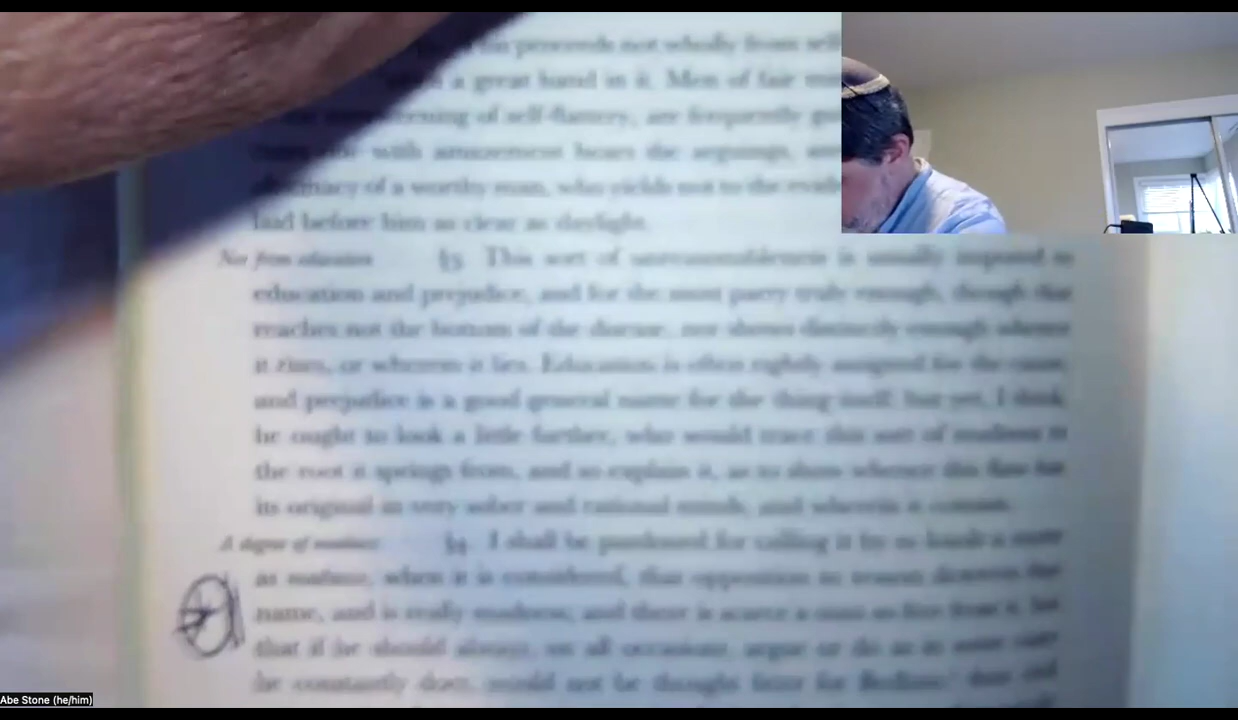 proceeds not wholly from self
a great hand in it. Men of fair
of self-flattery, are frequently
with amazement hears the arguings, and
of a worthy man, who yields not to the
laid before him as clear as daylight.
Not from education §3. This sort of unreasonableness is usually imputed to
education and prejudice, and for the most part truly enough, though that
reaches not the bottom of the disease, nor shows distinctly enough whence
it rises, or wherein it lies. Education is often rightly assigned for the cause,
and prejudice is a good general name for the thing itself: but yet, I think,
he ought to look a little farther, who would trace this sort of madness to
the root it springs from, and so explain it, as to show whence this flaw has
its original in very sober and rational minds, and wherein it consists.
A degree of madness §4. I shall be pardoned for calling it by so harsh a name
as madness, when it is considered, that opposition to reason deserves that
name, and is really madness; and there is scarce a man so free from it, but
that if he should always, on all occasions, argue or do as in some cases
he constantly does, would not be thought fitter for Bedlam, than civil
Abe Stone (he/him)